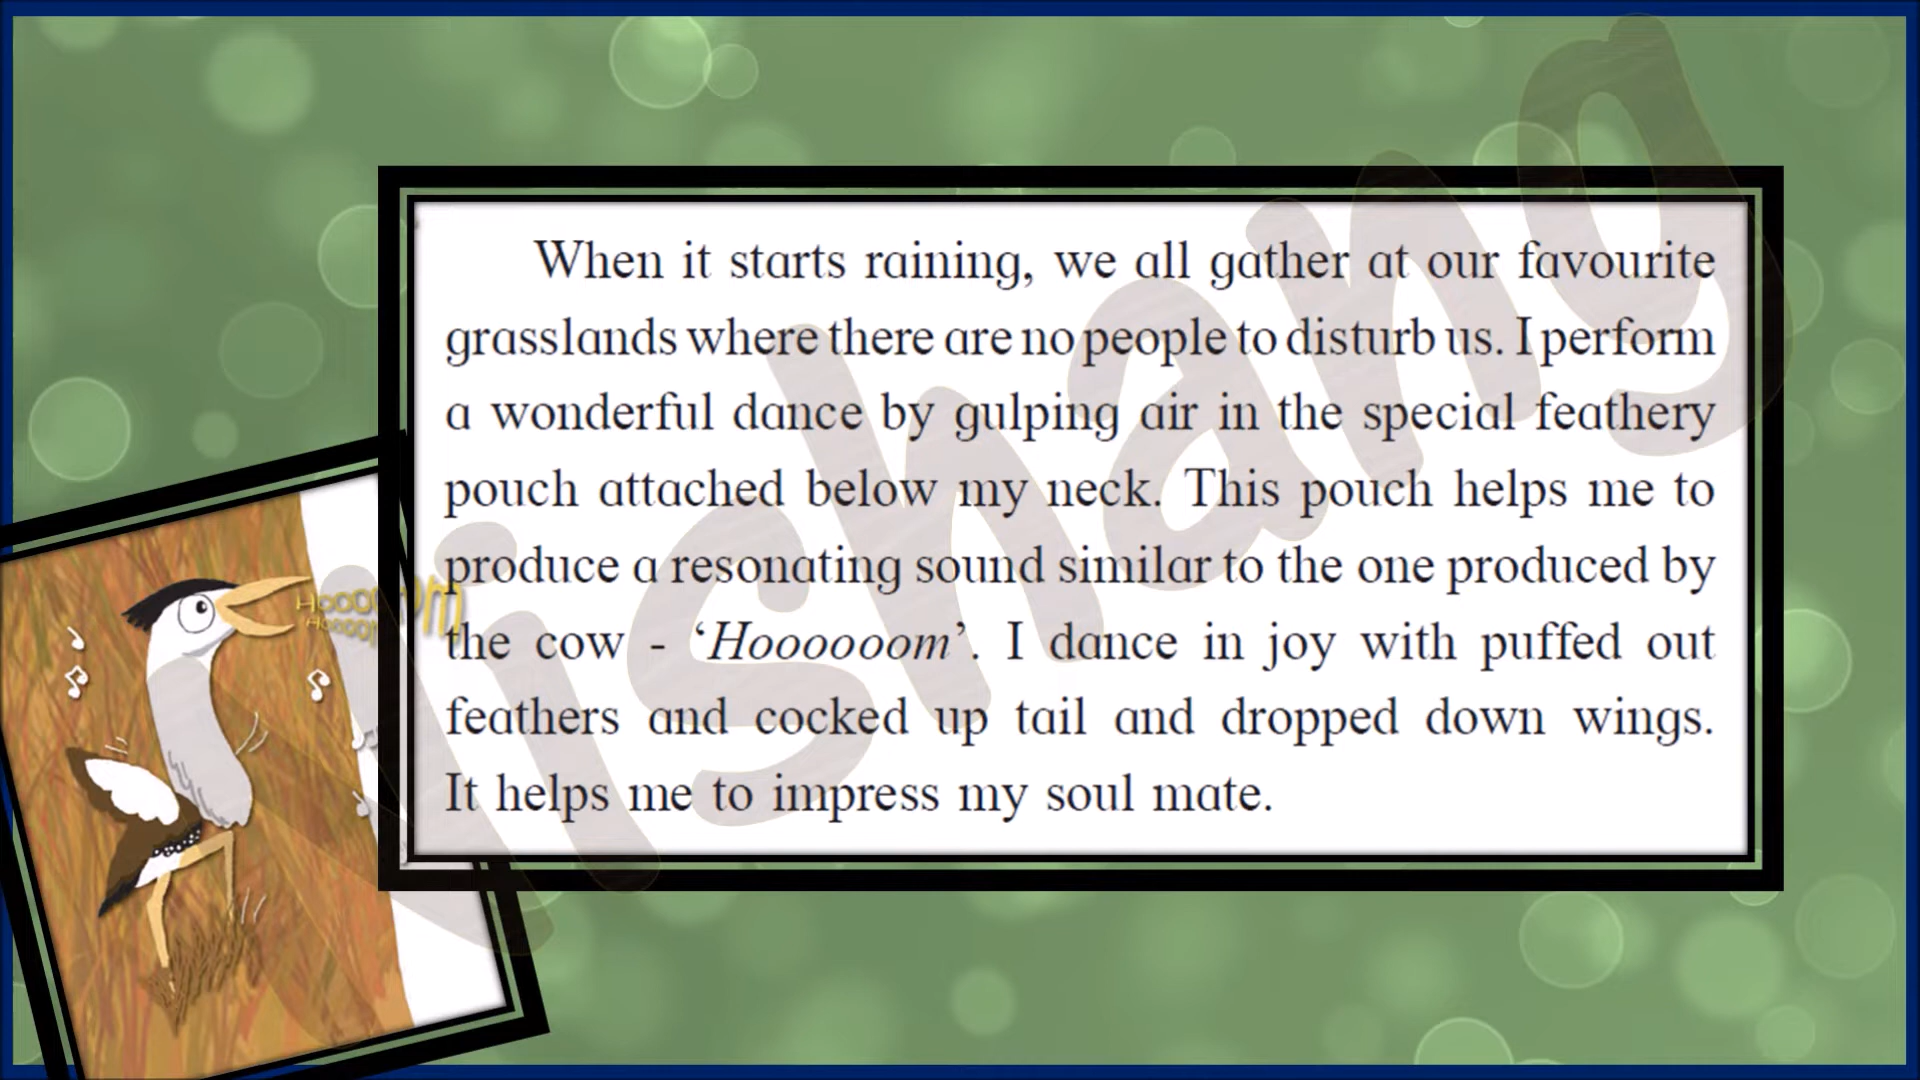 When it starts raining, we all gather at our favourite
grasslands where there are no people to disturb us. I perform
a wonderful dance by gulping air in the special feathery
pouch attached below my neck. This pouch helps me to
produce a resonating sound similar to the one produced by
the cow - ‘Hoooooom’. I dance in joy with puffed out
feathers and cocked up tail and dropped down wings.
It helps me to impress my soul mate.